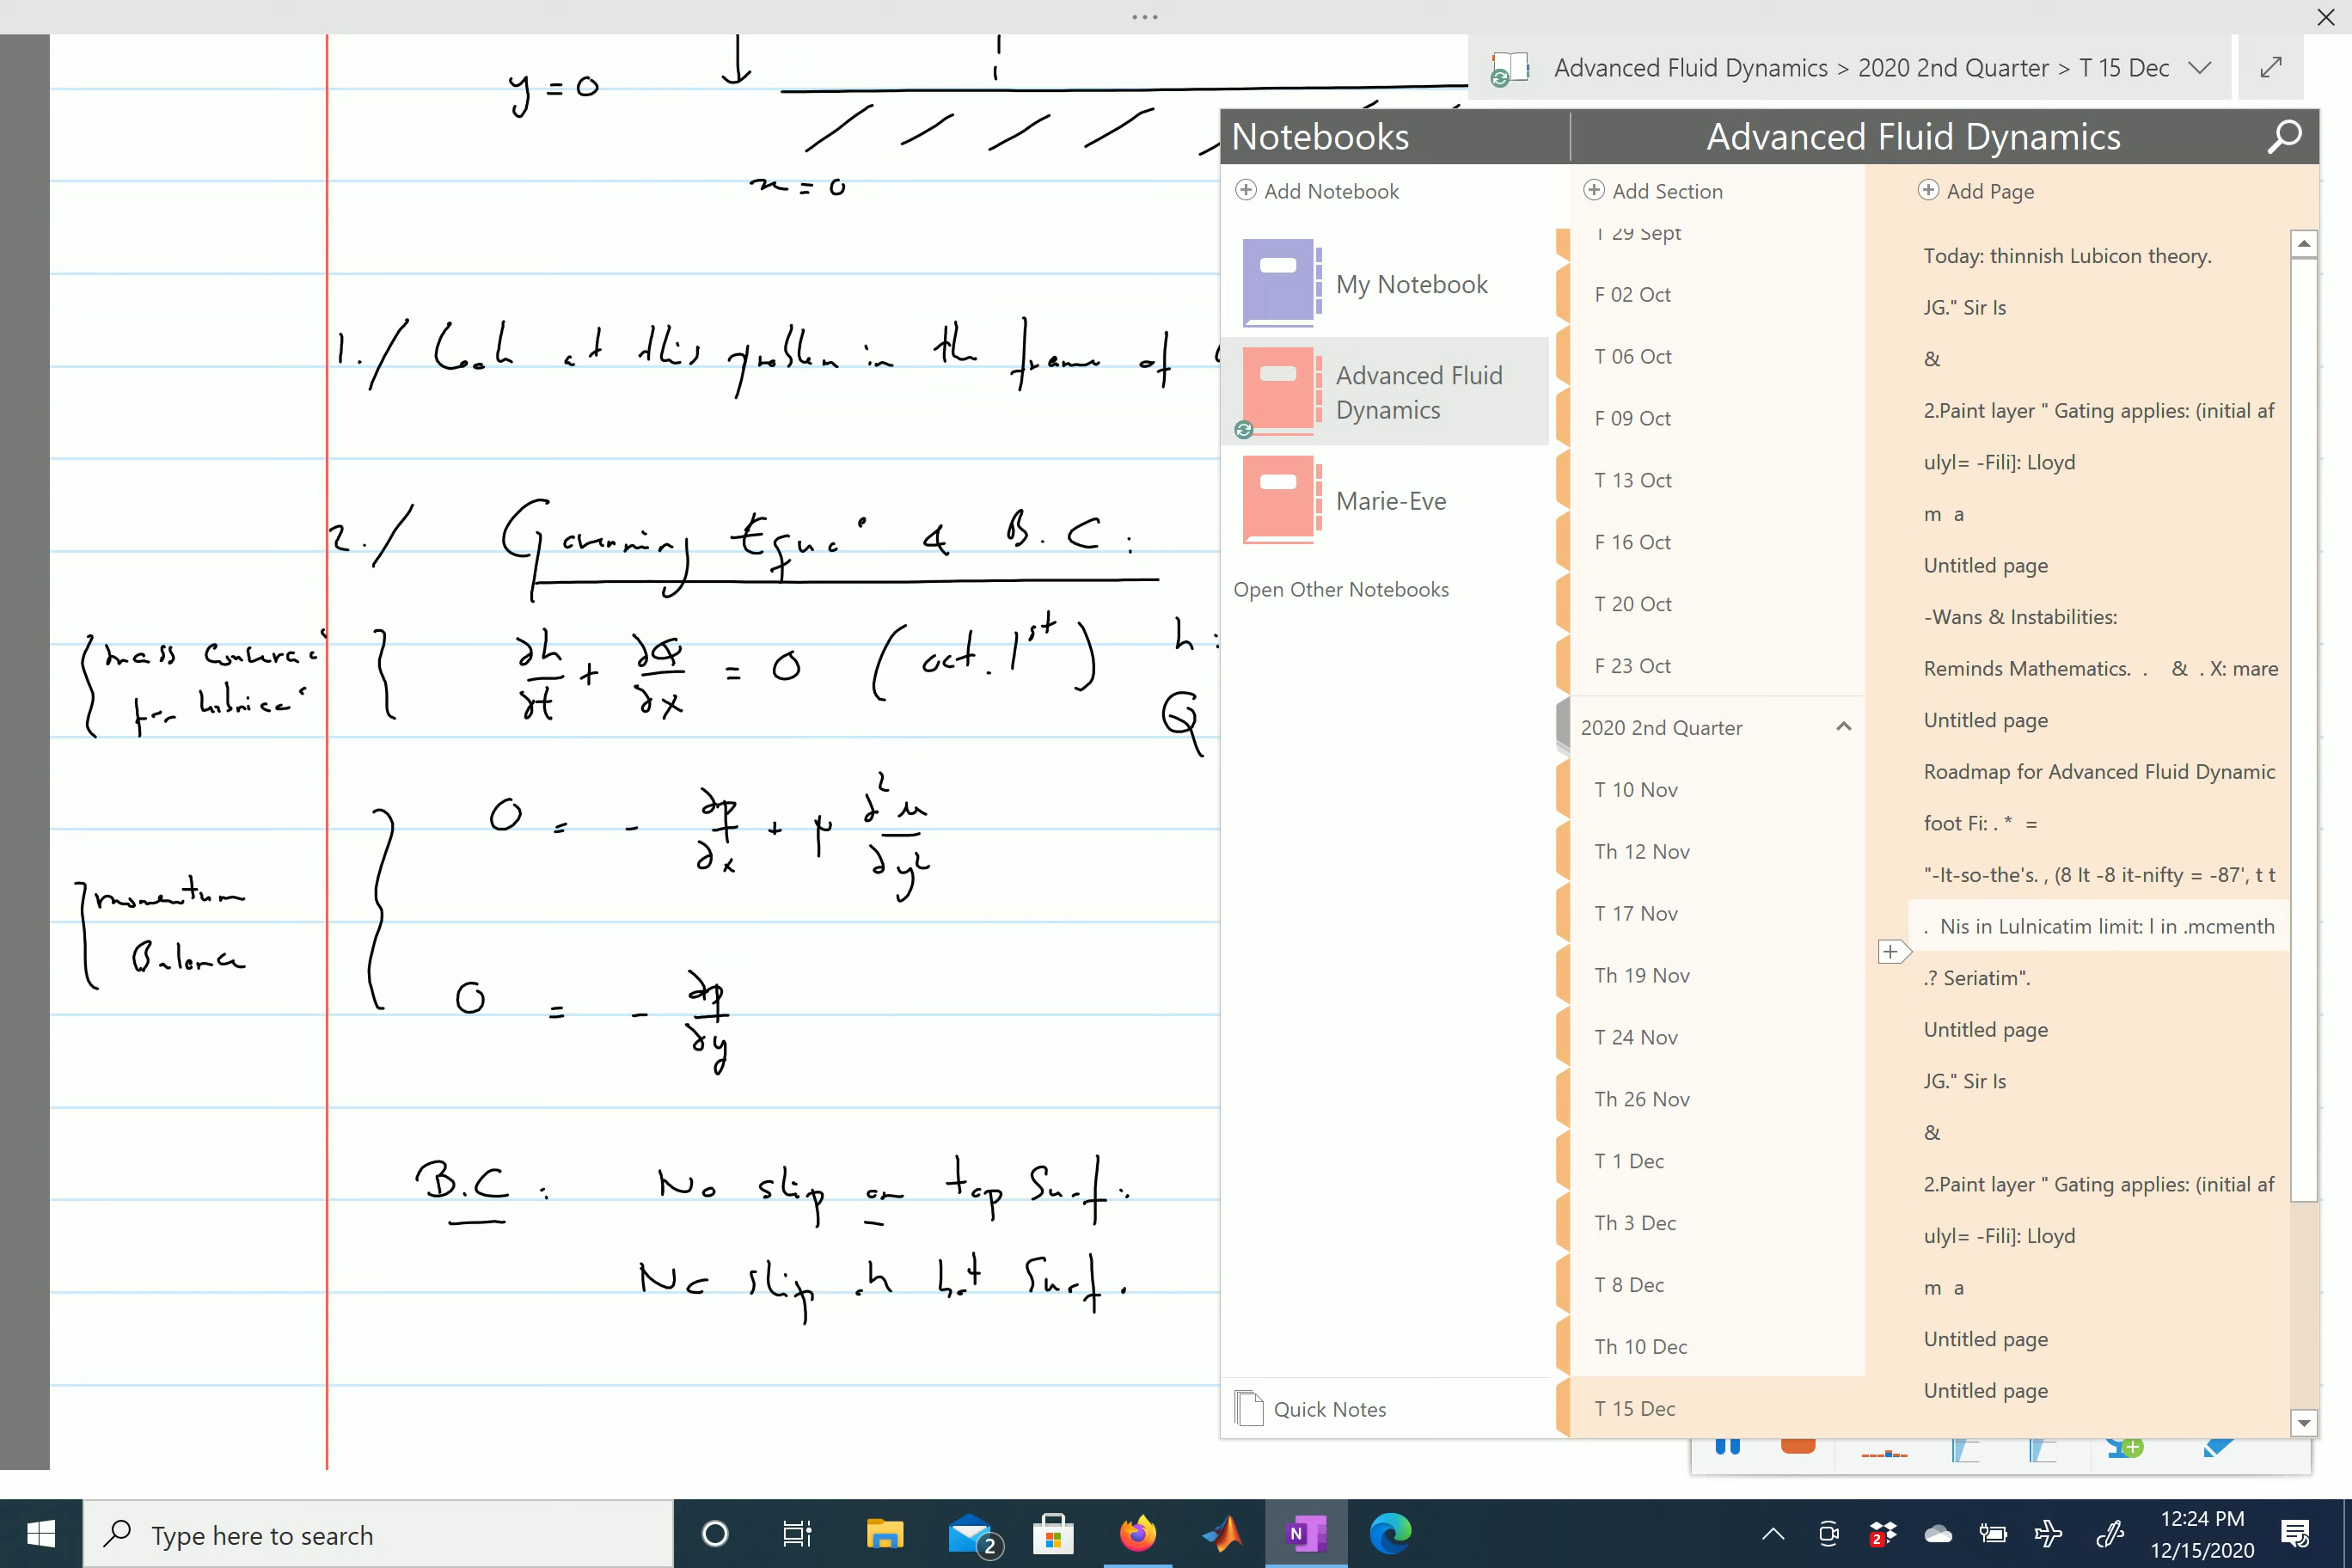 Advanced Fluid Dynamics > 2020 2nd Quarter > T 15 Dec
y = 0
x = 0
1./ Look at this problem in the frame of
2./ Governing Equa° & B.C:
{ mass Conserva°
for lubrica° }
∂h/∂t + ∂Q/∂x = 0 (oct. 1st) h:
Q
momentum
Balance
0 = - ∂p/∂x + μ ∂²u/∂y²
0 = - ∂p/∂y
B.C: No slip on top Surf:
No slip on bot Surf.
Notebooks
Add Notebook
My Notebook
Advanced Fluid
Dynamics
Marie-Eve
Open Other Notebooks
Quick Notes
Advanced Fluid Dynamics
Add Section
T 29 Sept
F 02 Oct
T 06 Oct
F 09 Oct
T 13 Oct
F 16 Oct
T 20 Oct
F 23 Oct
2020 2nd Quarter
T 10 Nov
Th 12 Nov
T 17 Nov
Th 19 Nov
T 24 Nov
Th 26 Nov
T 1 Dec
Th 3 Dec
T 8 Dec
Th 10 Dec
T 15 Dec
Add Page
Today: thinnish Lubicon theory.
JG." Sir Is
&
2.Paint layer " Gating applies: (initial af
ulyl= -Fili]: Lloyd
m a
Untitled page
-Wans & Instabilities:
Reminds Mathematics. . & . X: mare
Untitled page
Roadmap for Advanced Fluid Dynamic
foot Fi: . * =
"-It-so-the's. , (8 lt -8 it-nifty = -87', t t
. Nis in Lulnicatim limit: l in .mcmenth
.? Seriatim".
Untitled page
JG." Sir Is
&
2.Paint layer " Gating applies: (initial af
ulyl= -Fili]: Lloyd
m a
Untitled page
Untitled page
Type here to search
2
N
2
12:24 PM
12/15/2020